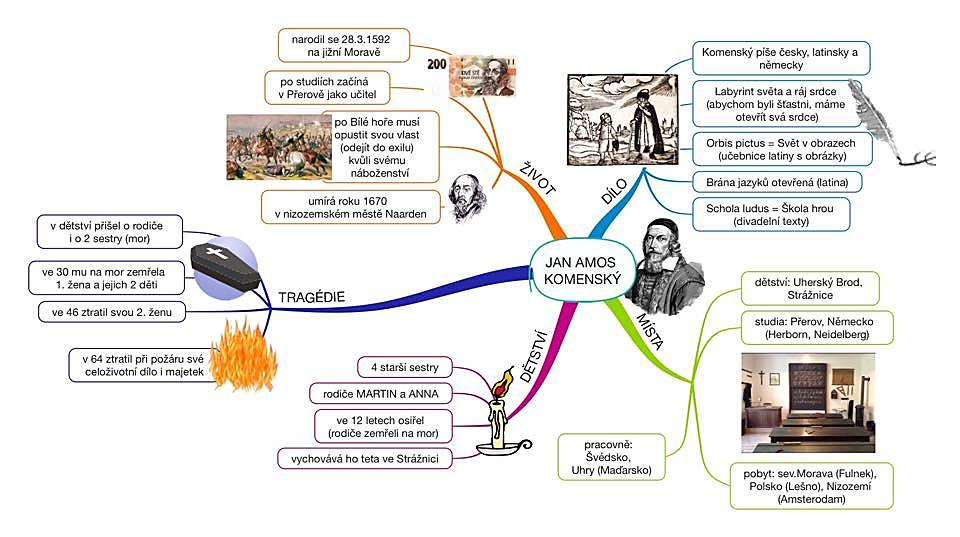 JAN AMOS
KOMENSKÝ
ŽIVOT
narodil se 28.3.1592
na jižní Moravě
po studiích začíná
v Přerově jako učitel
po Bílé hoře musí
opustit svou vlast
(odejít do exilu)
kvůli svému
náboženství
umírá roku 1670
v nizozemském městě Naarden
200
DÍLO
Komenský píše česky, latinsky a
německy
Labyrint světa a ráj srdce
(abychom byli šťastni, máme
otevřít svá srdce)
Orbis pictus = Svět v obrazech
(učebnice latiny s obrázky)
Brána jazyků otevřená (latina)
Schola ludus = Škola hrou
(divadelní texty)
MÍSTA
dětství: Uherský Brod,
Strážnice
studia: Přerov, Německo
(Herborn, Neidelberg)
pracovně:
Švédsko,
Uhry (Maďarsko)
pobyt: sev.Morava (Fulnek),
Polsko (Lešno), Nizozemí
(Amsterodam)
DĚTSTVÍ
4 starší sestry
rodiče MARTIN a ANNA
ve 12 letech osiřel
(rodiče zemřeli na mor)
vychovává ho teta ve Strážnici
TRAGÉDIE
v dětství přišel o rodiče
i o 2 sestry (mor)
ve 30 mu na mor zemřela
1. žena a jejich 2 děti
ve 46 ztratil svou 2. ženu
v 64 ztratil při požáru své
celoživotní dílo i majetek